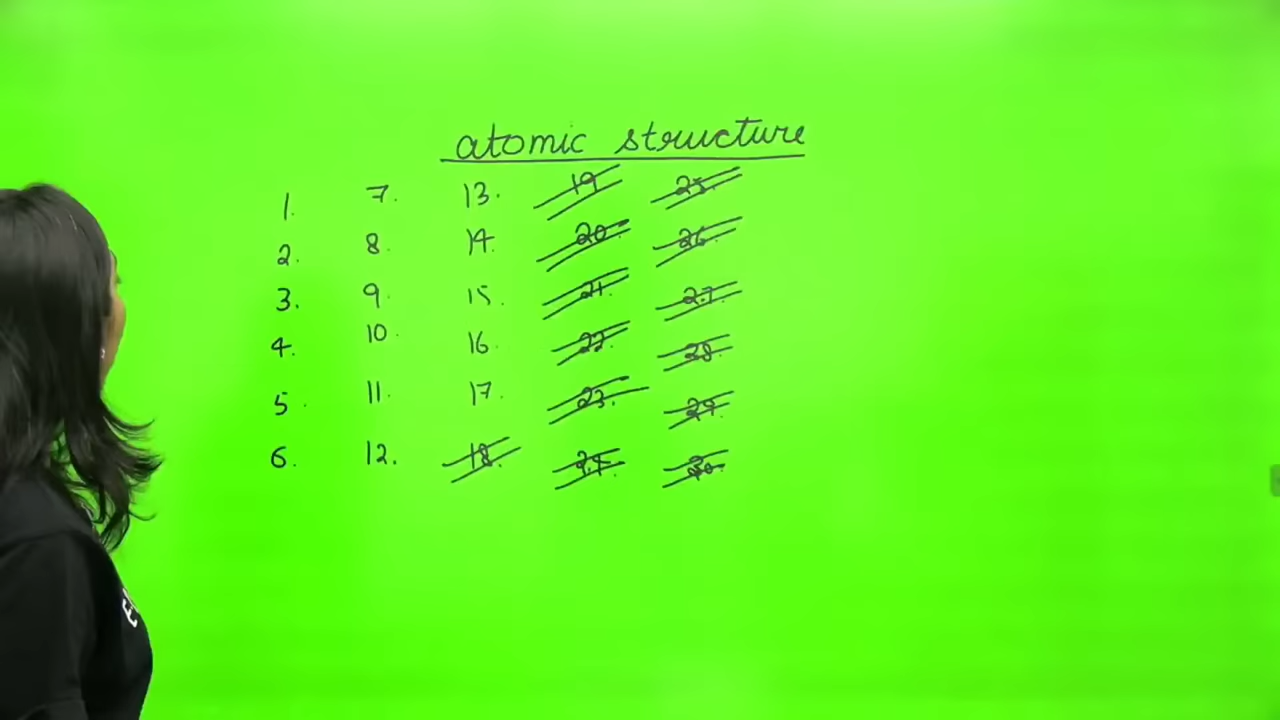 atomic structure
1. 7. 13. 19 25.
2. 8. 14. 20 26.
3. 9. 15. 21. 27.
4. 10. 16. 22. 28.
5. 11. 17. 23. 29.
6. 12. 18. 24. 30